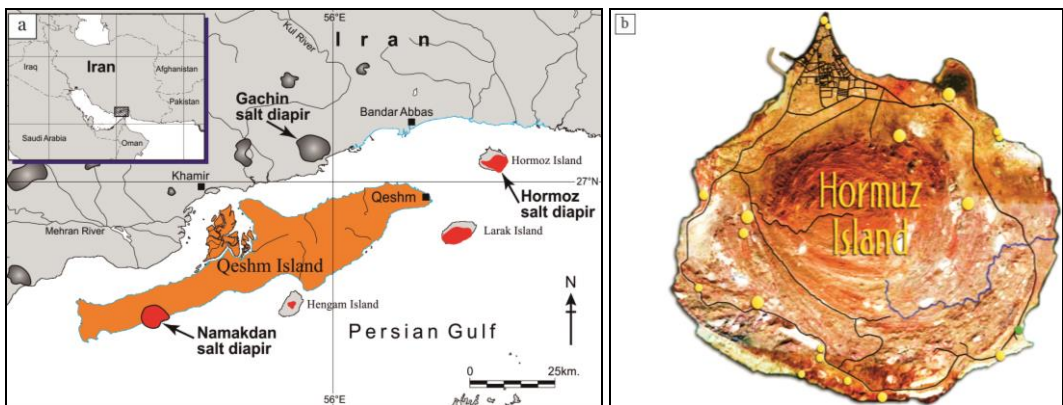 a
Iraq
Iran
Afghanistan
Pakistan
Saudi Arabia
Oman
56°E
Kul River
Iran
Gachin
salt diapir
Bandar Abbas
Hormoz Island
27°N
Khamir
Qeshm
Hormoz
salt diapir
Mehran River
Larak Island
Qeshm Island
Hengam Island
N
Namakdan
salt diapir
Persian Gulf
0
25km.
56°E
b
Hormuz
Island